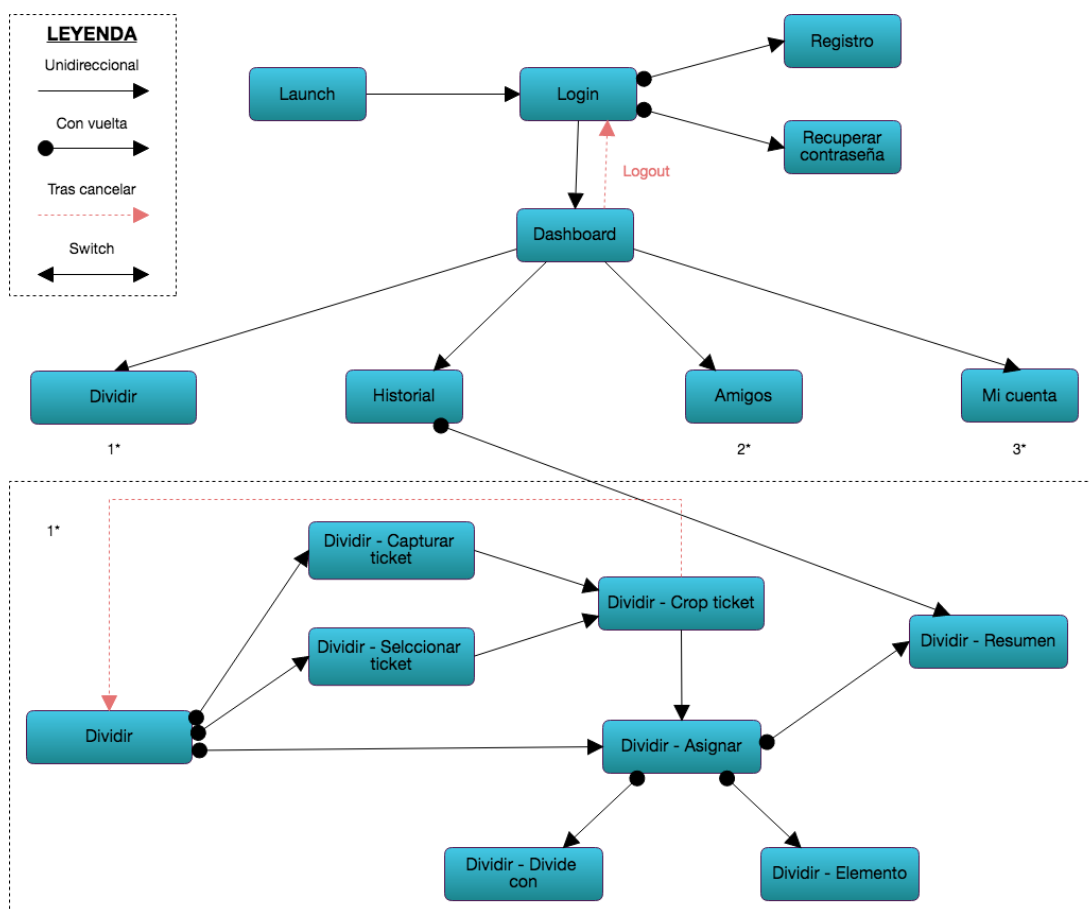 LEYENDA
Unidireccional
Con vuelta
Tras cancelar
Switch
Launch
Login
Registro
Recuperar
contraseña
Logout
Dashboard
Dividir
Historial
Amigos
Mi cuenta
1*
2*
3*
1*
Dividir - Capturar
ticket
Dividir - Selccionar
ticket
Dividir - Crop ticket
Dividir - Resumen
Dividir
Dividir - Asignar
Dividir - Divide
con
Dividir - Elemento